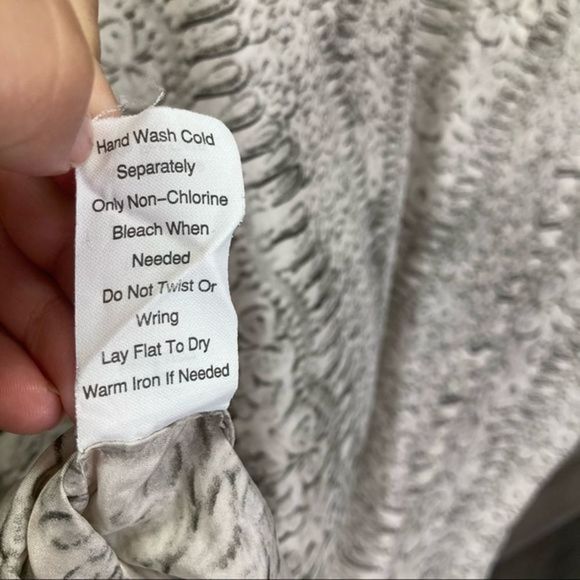 Hand Wash Cold
Separately
Only Non-Chlorine
Bleach When
Needed
Do Not Twist Or
Wring
Lay Flat To Dry
Warm Iron If Needed